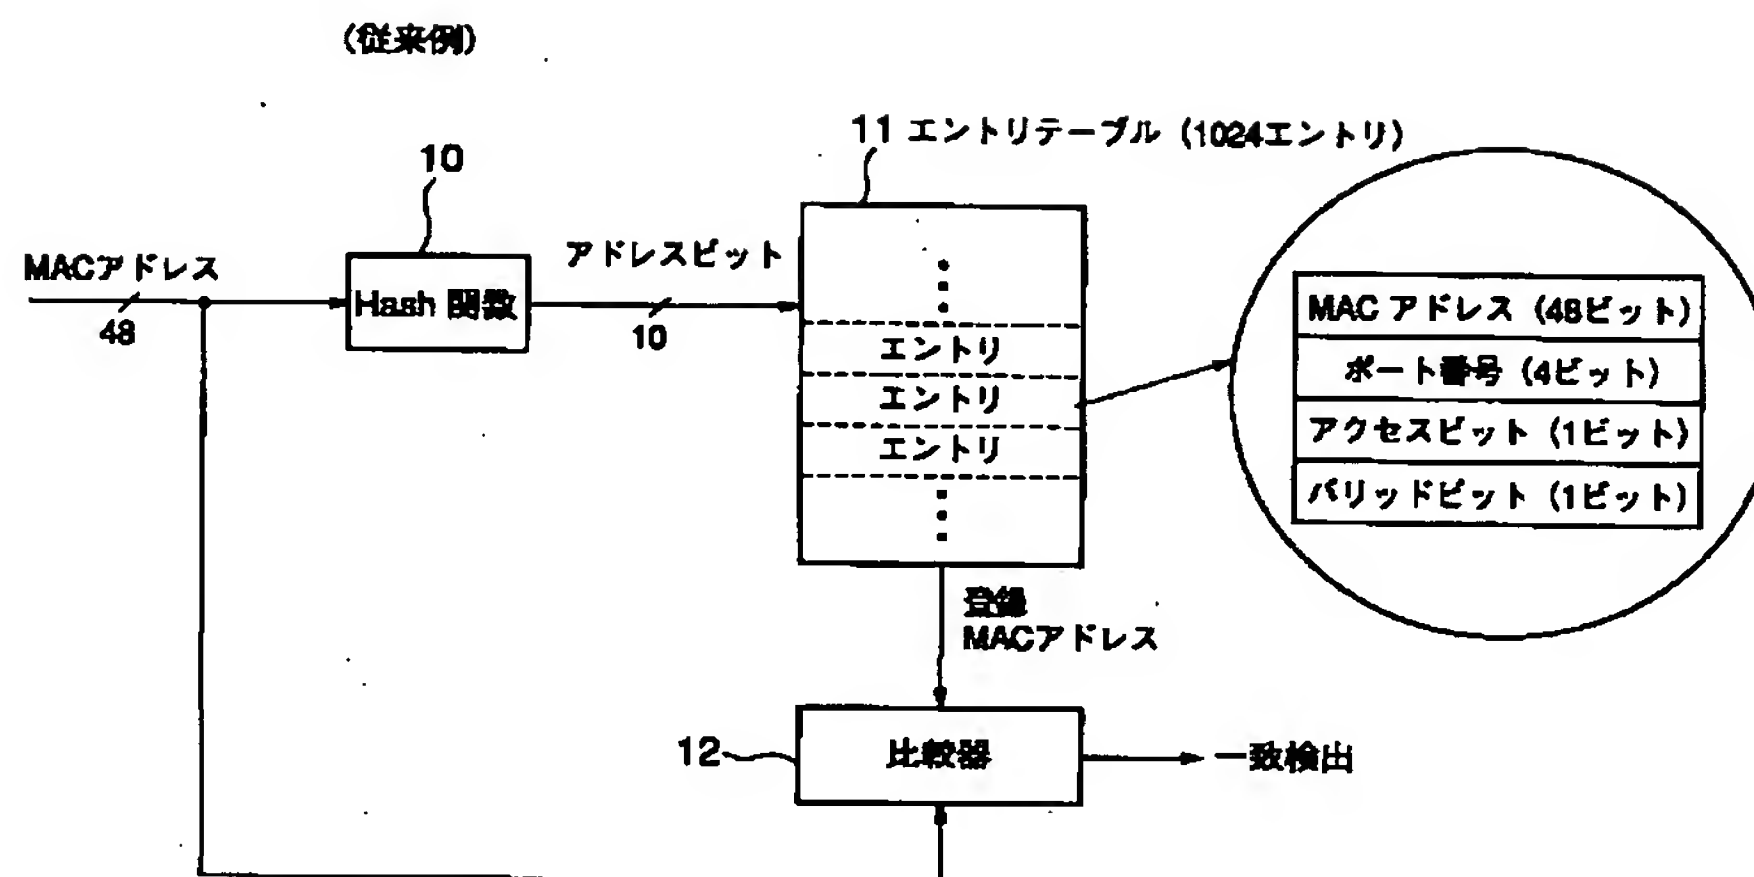 (従来例)
11 エントリテーブル (1024エントリ)
10
MACアドレス
48
Hash 関数
アドレスビット
10
エントリ
エントリ
エントリ
MAC アドレス (48ビット)
ポート番号 (4ビット)
アクセスビット (1ビット)
バリッドビット (1ビット)
登録
MACアドレス
12
比較器
一致検出